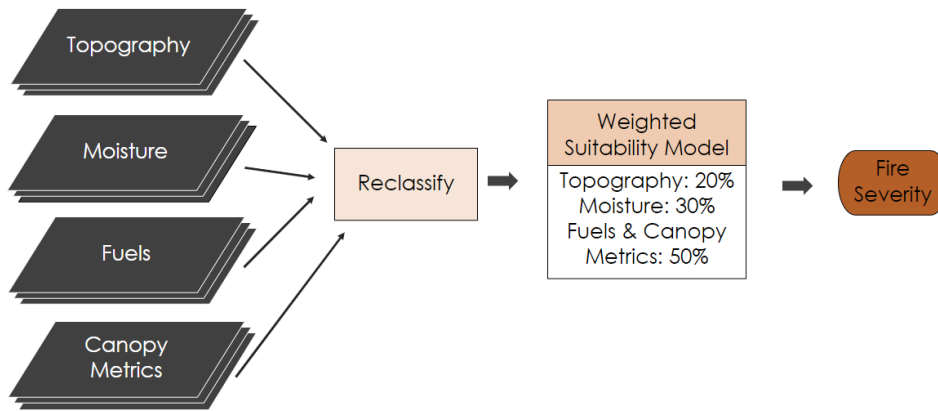 Topography
Moisture
Fuels
Canopy
Metrics
Reclassify
Weighted
Suitability Model
Topography: 20%
Moisture: 30%
Fuels & Canopy
Metrics: 50%
Fire
Severity